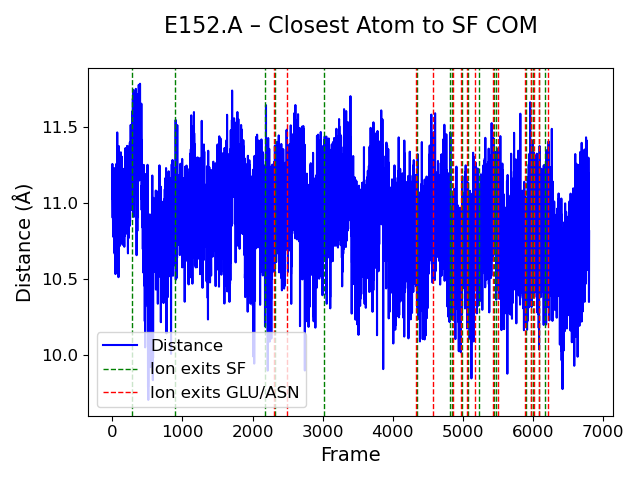 E152.A – Closest Atom to SF COM
Distance (Å)
11.5
11.0
10.5
10.0
Distance
Ion exits SF
Ion exits GLU/ASN
0 1000 2000 3000 4000 5000 6000 7000
Frame